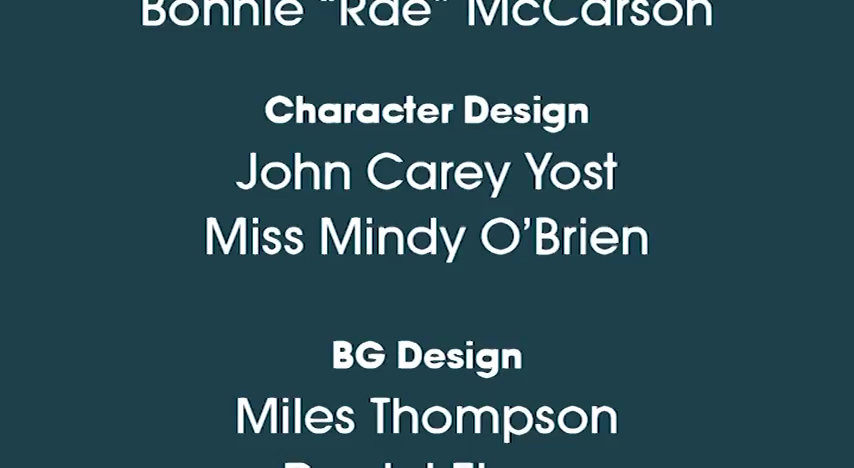 Bonnie "Rae" McCarson
Character Design
John Carey Yost
Miss Mindy O’Brien
BG Design
Miles Thompson